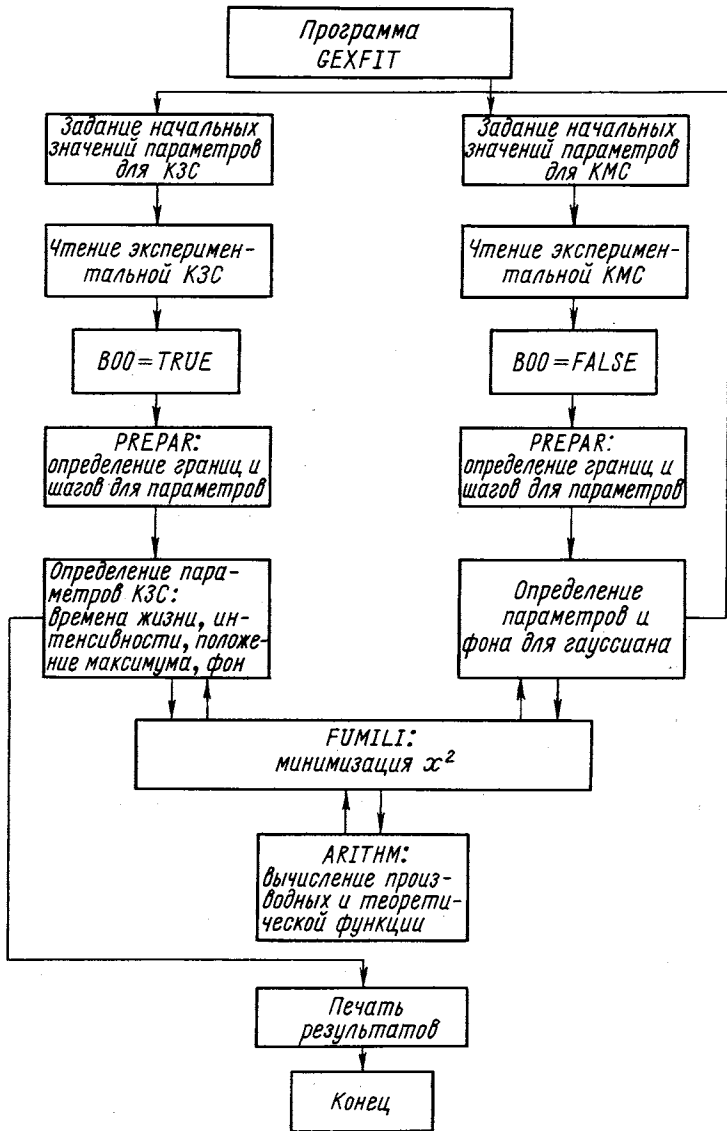 Программа
GEXFIT
Задание начальных
значений параметров
для КЗС
Задание начальных
значений параметров
для КМС
Чтение эксперимен-
тальной КЗС
Чтение эксперимен-
тальной КМС
BOO=TRUE
BOO=FALSE
PREPAR:
определение границ и
шагов для параметров
PREPAR:
определение границ и
шагов для параметров
Определение пара-
метров КЗС:
времена жизни, ин-
тенсивности, положе-
ние максимума, фон
Определение
параметров и
фона для гауссиана
FUMILI:
минимизация x²
ARITHM:
вычисление произ-
водных и теорети-
ческой функции
Печать
результатов
Конец